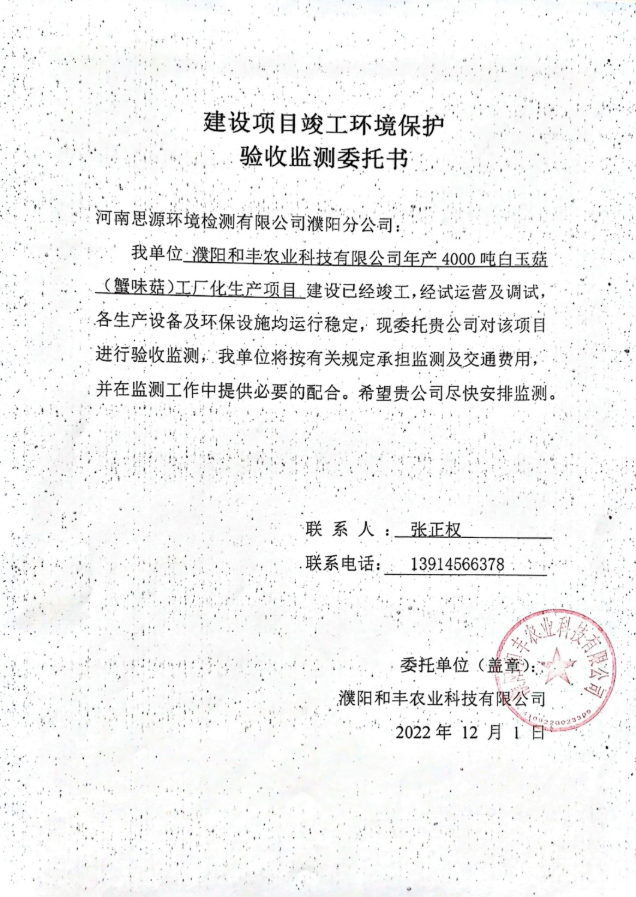 建设项目竣工环境保护
验收监测委托书
河南思源环境检测有限公司濮阳分公司：
我单位 濮阳和丰农业科技有限公司年产 4000 吨白玉菇
（蟹味菇）工厂化生产项目 建设已经竣工，经试运营及调试，
各生产设备及环保设施均运行稳定，现委托贵公司对该项目
进行验收监测，我单位将按有关规定承担监测及交通费用，
并在监测工作中提供必要的配合。希望贵公司尽快安排监测。
联 系 人 ： 张正权
联系电话： 13914566378
委托单位（盖章）：
濮阳和丰农业科技有限公司
2022 年 12 月 1 日
和丰农业科技有限公司